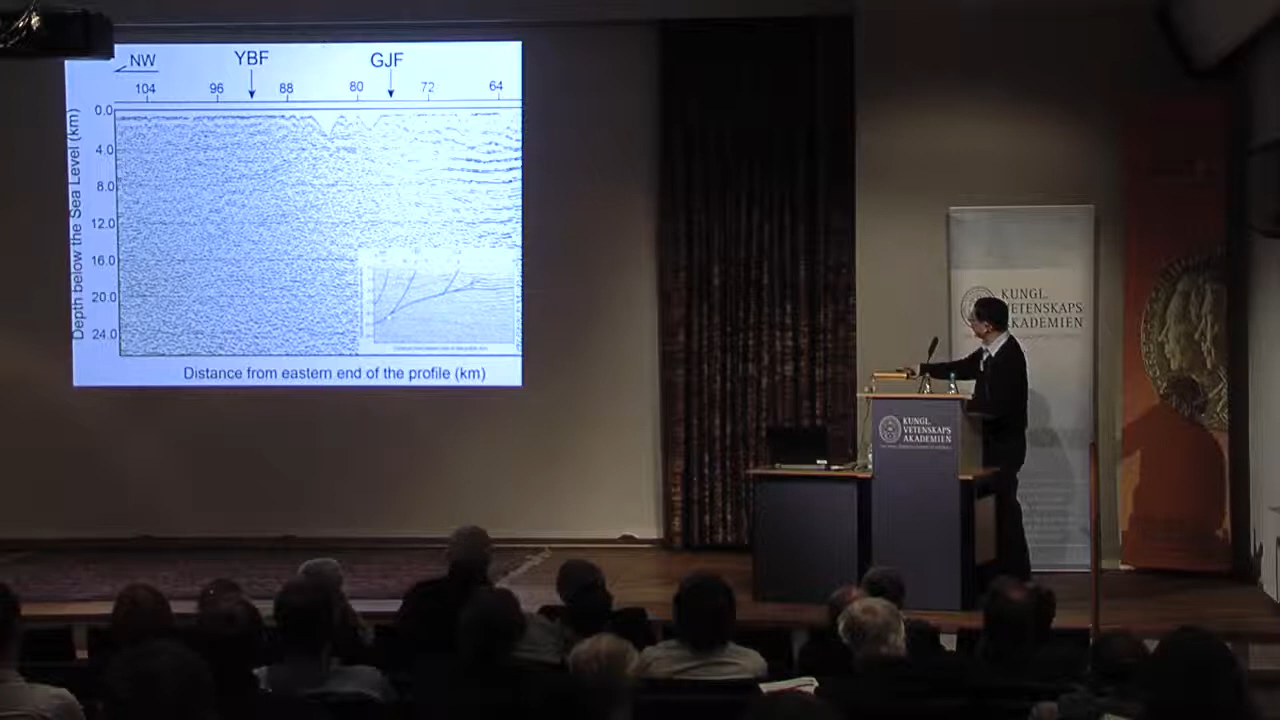 NW YBF GJF
104 96 88 80 72 64
0.0
4.0
8.0
12.0
16.0
20.0
24.0
Depth below the Sea Level (km)
Distance from eastern end of the profile (km)
KUNGL.
VETENSKAPS
AKADEMIEN
KUNGL.
VETENSKAPS
AKADEMIEN